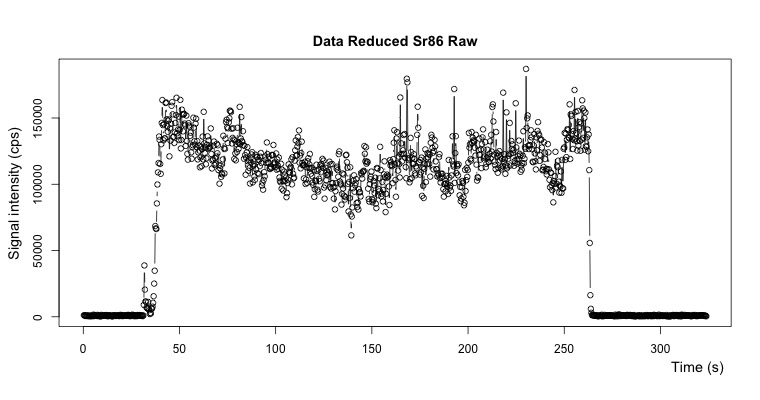 Data Reduced Sr86 Raw
Signal intensity (cps)
150000
100000
50000
0
0 50 100 150 200 250 300
Time (s)